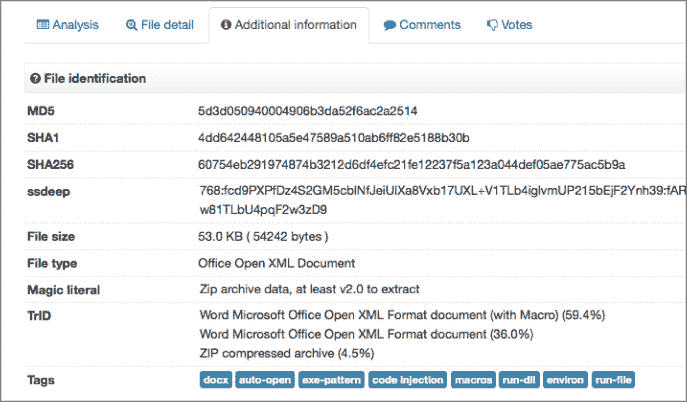 Analysis File detail Additional information Comments Votes
File identification
MD5 5d3d050940004906b3da52f6ac2a2514
SHA1 4dd642448105a5e47589a510ab6ff82e5188b30b
SHA256 60754eb291974874b3212d6df4efc21fe12237f5a123a044def05ae775ac5b9a
ssdeep 768:fcd9PXPfDz4S2GM5cblNfJeiUlXa8Vxb17UXL+V1TLb4iglvmUP215bEjF2Ynh39:fAR
w81TLbU4pqF2w3zD9
File size 53.0 KB ( 54242 bytes )
File type Office Open XML Document
Magic literal Zip archive data, at least v2.0 to extract
TrID Word Microsoft Office Open XML Format document (with Macro) (59.4%)
Word Microsoft Office Open XML Format document (36.0%)
ZIP compressed archive (4.5%)
Tags docx auto-open exe-pattern code injection macros run-dll environ run-file